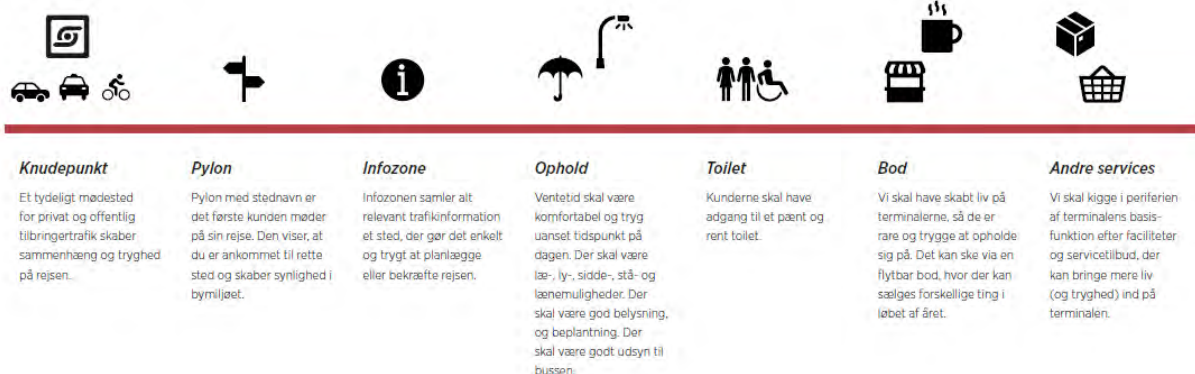 Knudepunkt
Et tydeligt mødested
for privat og offentlig
tilbringertrafik skaber
sammenhæng og tryghed
på rejsen.
Pylon
Pylon med stednavn er
det første kunden møder
på sin rejse. Den viser, at
du er ankommet til rette
sted og skaber synlighed i
bymiljøet.
Infozone
Infozonen samler alt
relevant trafikinformation
et sted, der gør det enkelt
og trygt at planlægge
eller bekræfte rejsen.
Ophold
Ventetid skal være
komfortabel og tryg
uanset tidspunkt på
dagen. Der skal være
læ-, ly-, sidde-, stå- og
lænemuligheder. Der
skal være god belysning,
og beplantning. Der
skal være godt udsyn til
bussen.
Toilet
Kunderne skal have
adgang til et pænt og
rent toilet.
Bod
Vi skal have skabt liv på
terminalerne, så de er
rare og trygge at opholde
sig på. Det kan ske via en
flytbar bod, hvor der kan
sælges forskellige ting i
løbet af året.
Andre services
Vi skal kigge i periferien
af terminalens basis-
funktion efter faciliteter
og servicetilbud, der
kan bringe mere liv
(og tryghed) ind på
terminalen.